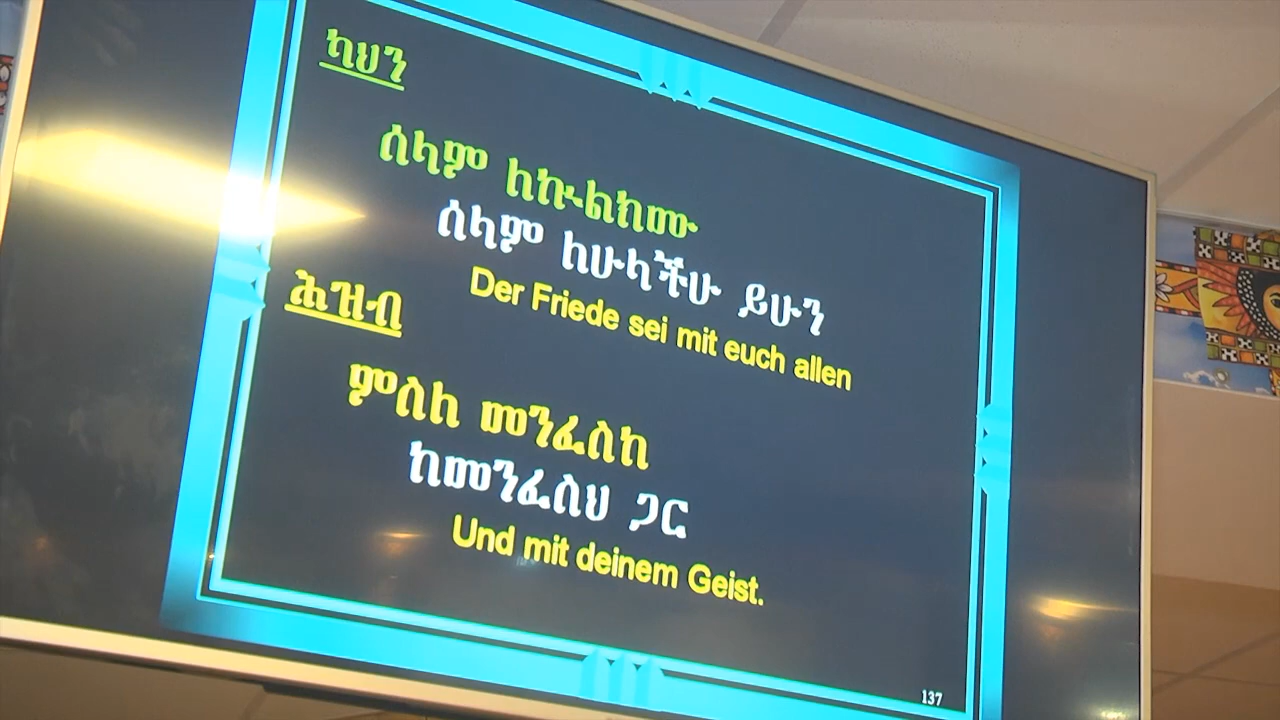 ካህን
ሰላም ለኵልክሙ
ሰላም ለሁላችሁ ይሁን
Der Friede sei mit euch allen
ሕዝብ
ምስለ መንፈስከ
ከመንፈስህ ጋር
Und mit deinem Geist.
137